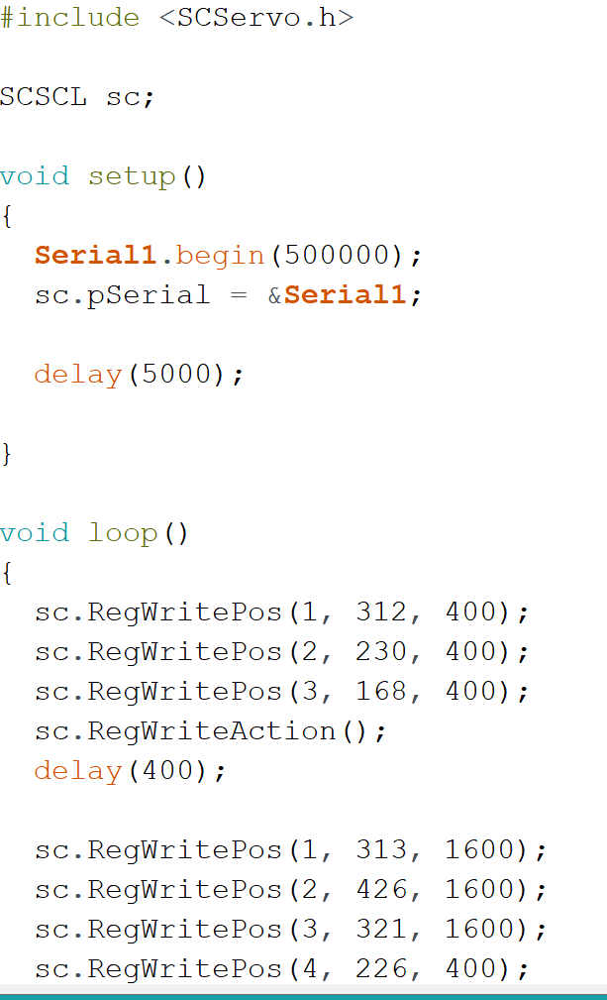 #include <SCServo.h>
SCSCL sc;
void setup()
{
Serial1.begin(500000);
sc.pSerial = &Serial1;
delay(5000);
}
void loop()
{
sc.RegWritePos(1, 312, 400);
sc.RegWritePos(2, 230, 400);
sc.RegWritePos(3, 168, 400);
sc.RegWriteAction();
delay(400);
sc.RegWritePos(1, 313, 1600);
sc.RegWritePos(2, 426, 1600);
sc.RegWritePos(3, 321, 1600);
sc.RegWritePos(4, 226, 400);